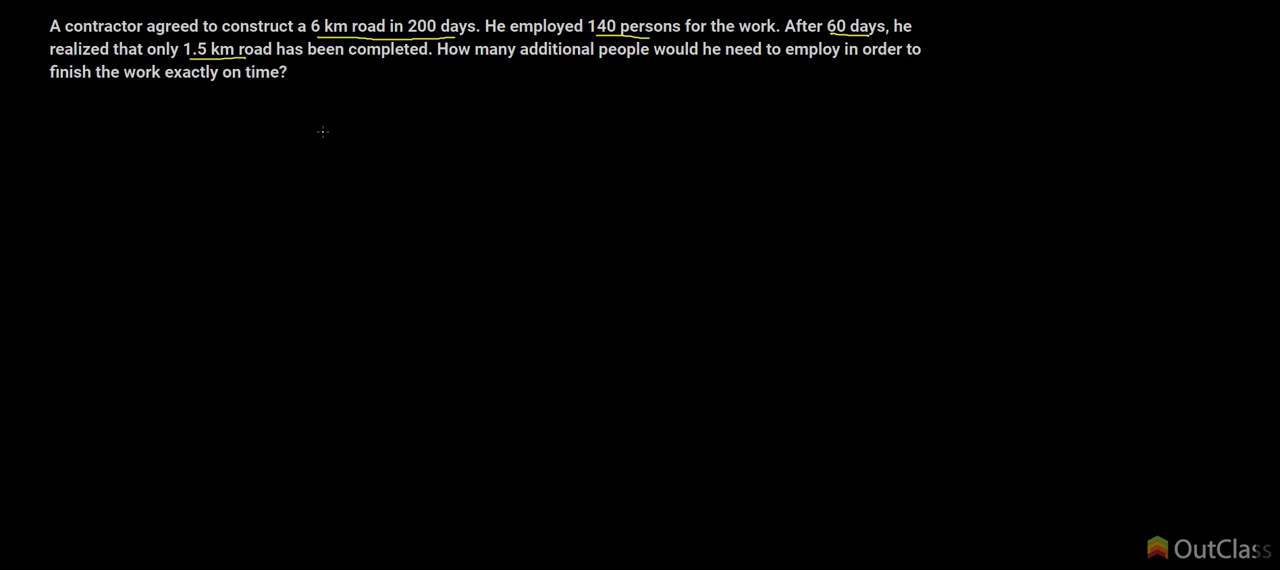 A contractor agreed to construct a 6 km road in 200 days. He employed 140 persons for the work. After 60 days, he
realized that only 1.5 km road has been completed. How many additional people would he need to employ in order to
finish the work exactly on time?
OutClass